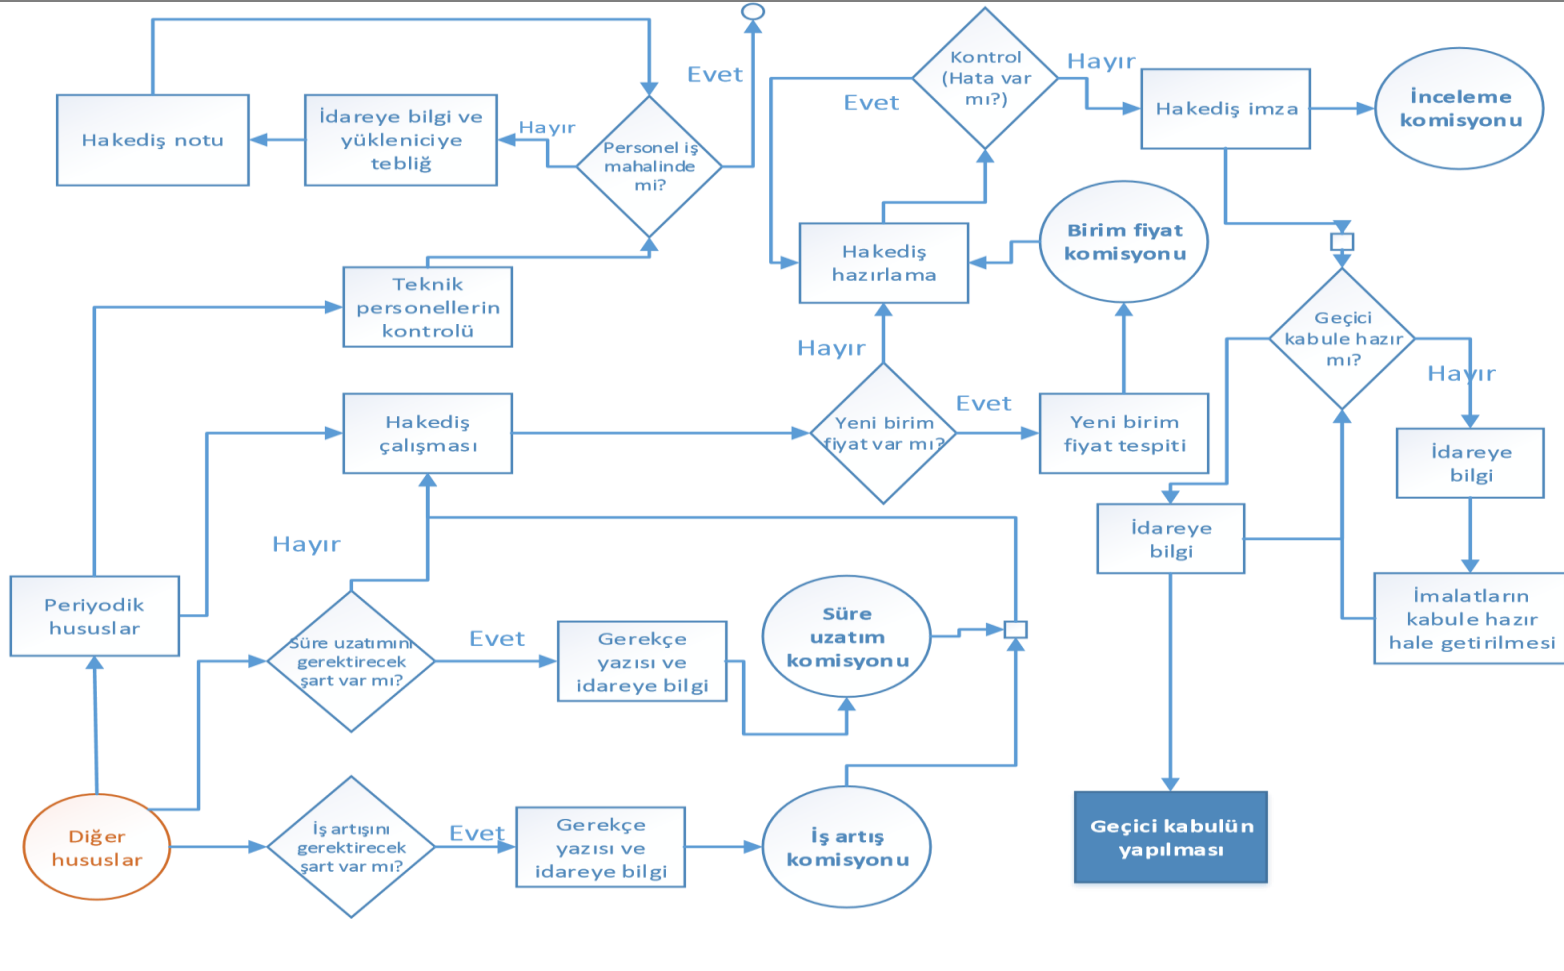 Evet
Hakediş notu
İdareye bilgi ve
yükleniciye
tebliğ
Hayır
Personel iş
mahalinde
mi?
Kontrol
(Hata var
mı?)
Hayır
Evet
Hakediş imza
İnceleme
komisyonu
Teknik
personellerin
kontrolü
Hakediş
hazırlama
Birim fiyat
komisyonu
Geçici
kabule hazır
mı?
Hayır
Hayır
Hakediş
çalışması
Yeni birim
fiyat var mı?
Evet
Yeni birim
fiyat tespiti
İdareye
bilgi
İdareye
bilgi
Hayır
Periyodik
hususlar
Süre uzatımını
gerektirecek
şart var mı?
Evet
Gerekçe
yazısı ve
idareye bilgi
Süre
uzatım
komisyonu
İmalatların
kabule hazır
hale getirilmesi
Diğer
hususlar
İş artışını
gerektirecek
şart var mı?
Evet
Gerekçe
yazısı ve
idareye bilgi
İş artış
komisyonu
Geçici kabulün
yapılması